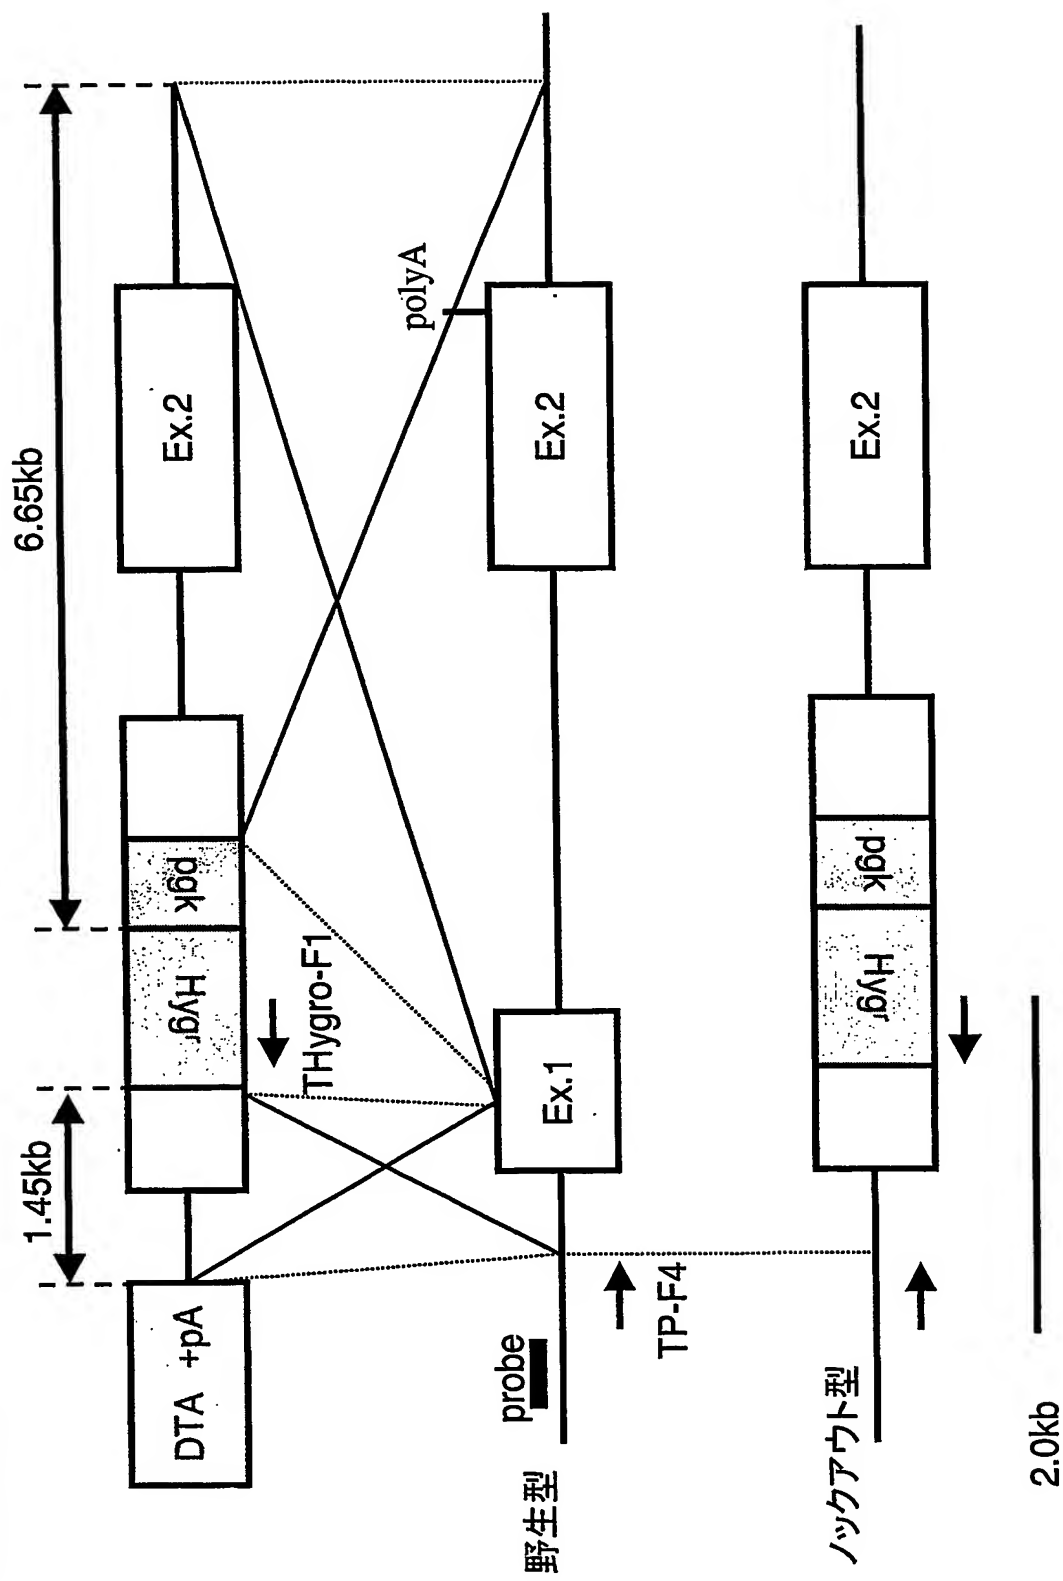 1.45kb
6.65kb
DTA +pA
Hygr
pgk
Ex.2
THygro-F1
polyA
野生型
probe
Ex.1
Ex.2
TP-F4
ノックアウト型
Hygr
pgk
Ex.2
2.0kb